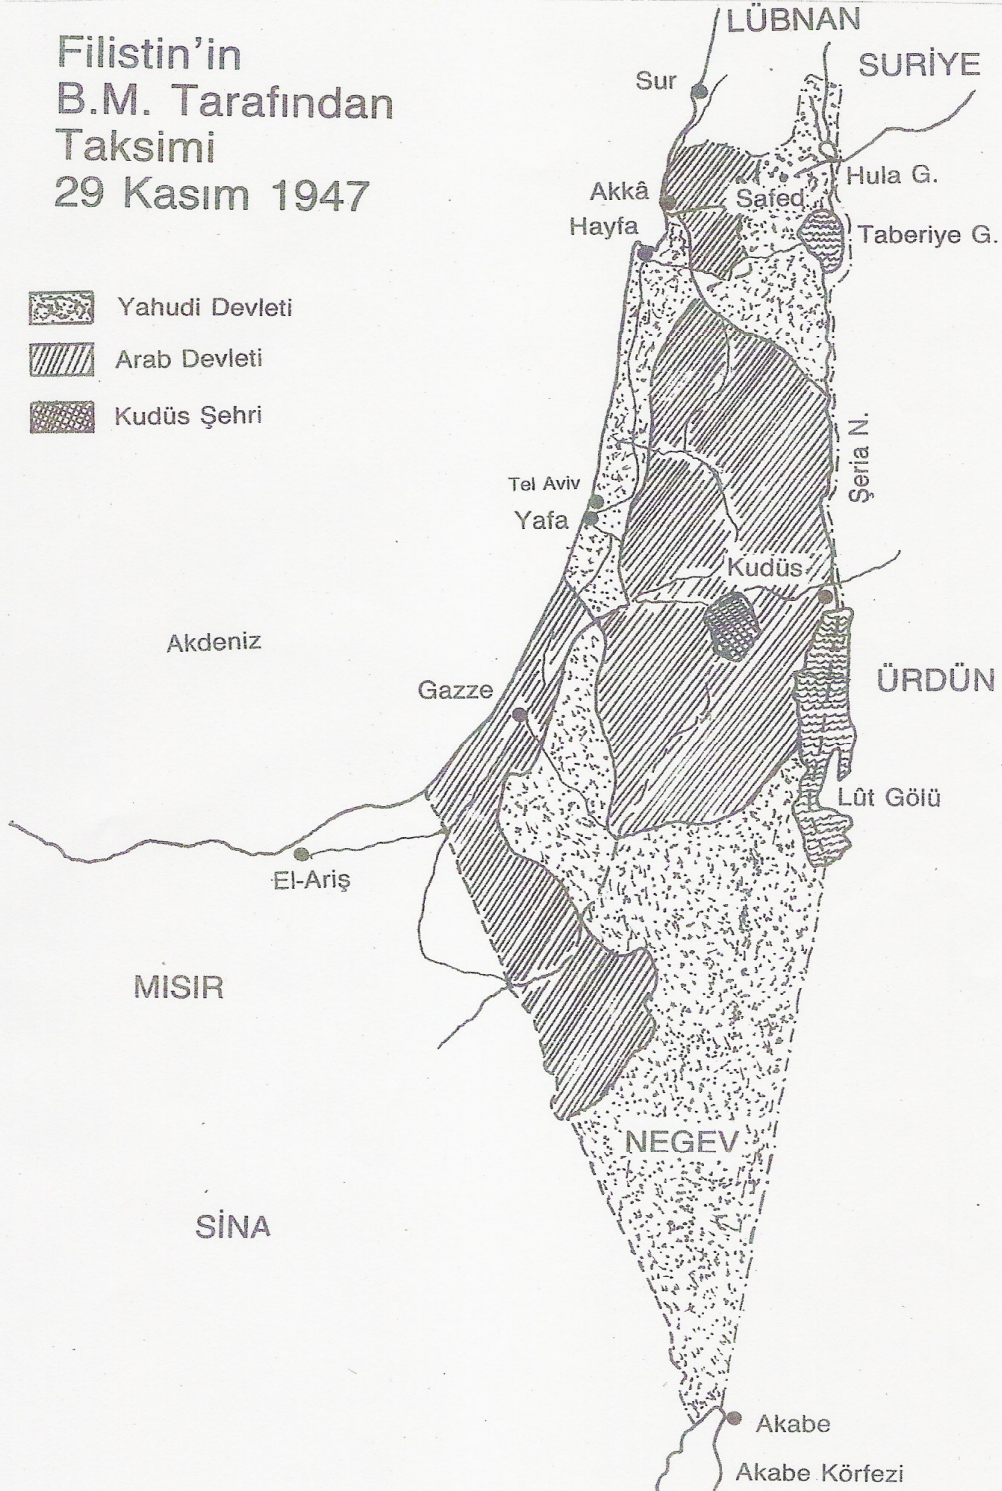 Filistin'in
B.M. Tarafından
Taksimi
29 Kasım 1947
Yahudi Devleti
Arab Devleti
Kudüs Şehri
LÜBNAN
SURİYE
Sur
Hula G.
Akkâ
Safed
Hayfa
Taberiye G.
Şeria N.
Tel Aviv
Yafa
Kudüs
Akdeniz
ÜRDÜN
Gazze
Lût Gölü
El-Ariş
MISIR
NEGEV
SİNA
Akabe
Akabe Körfezi